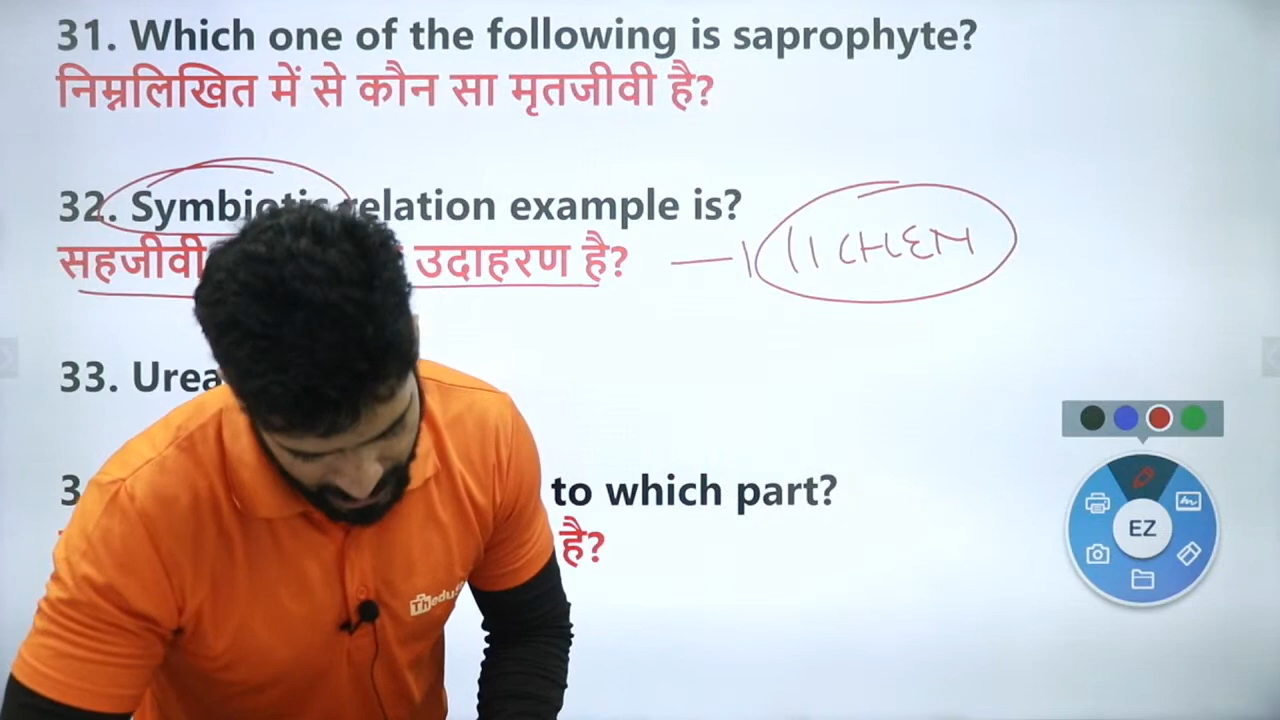 31. Which one of the following is saprophyte?
निम्नलिखित में से कौन सा मृतजीवी है?
32. Symbiotic relation example is?
सहजीवी उदाहरण है? LICHEN
33. Urea
to which part?
है?
EZ